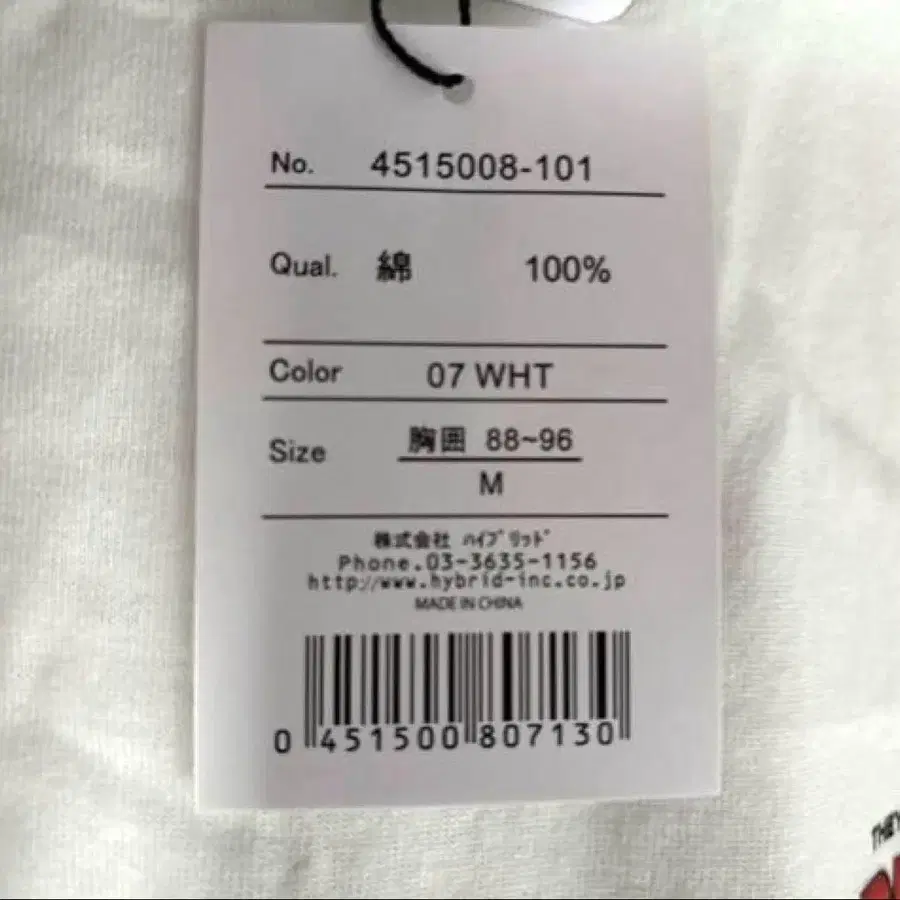 No. 4515008-101
Qual. 綿 100%
Color 07 WHT
Size 胸囲 88~96
M
株式会社 ﾊｲﾌﾞﾘｯﾄﾞ
Phone.03-3635-1156
http://www.hybrid-inc.co.jp
MADE IN CHINA
0 451500 807130
THEY